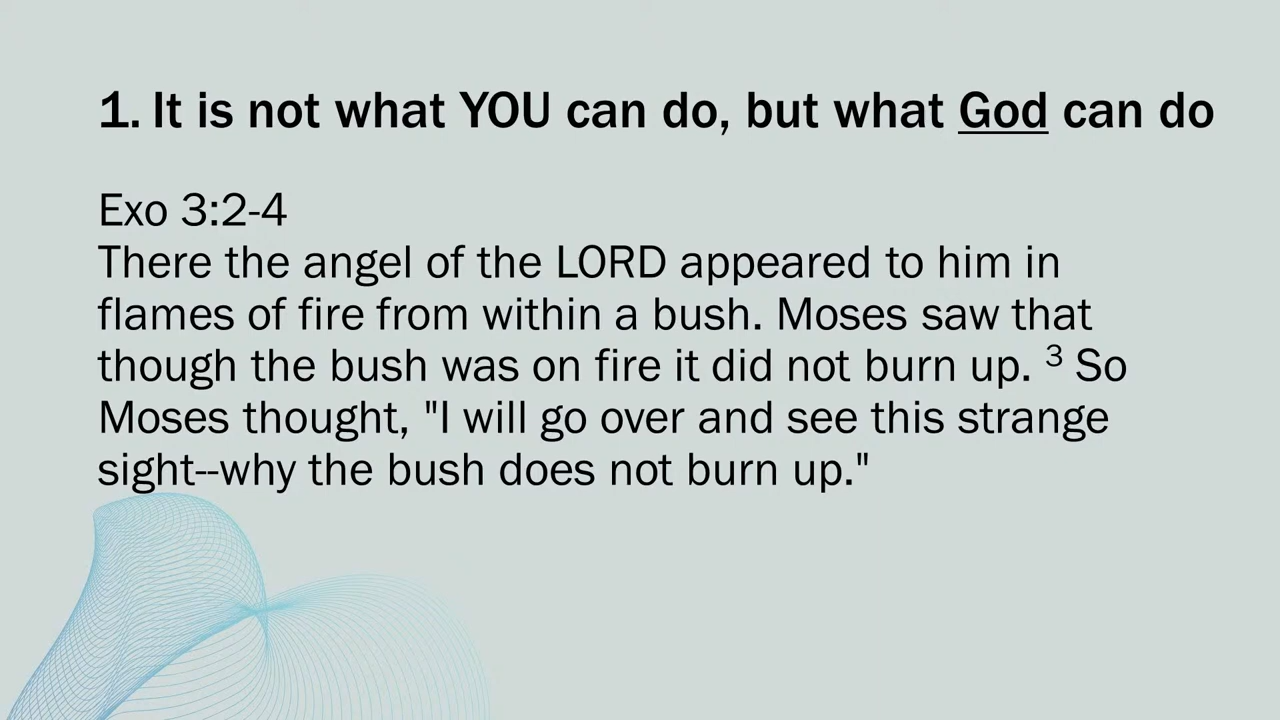 1. It is not what YOU can do, but what God can do
Exo 3:2-4
There the angel of the LORD appeared to him in
flames of fire from within a bush. Moses saw that
though the bush was on fire it did not burn up. ³ So
Moses thought, "I will go over and see this strange
sight--why the bush does not burn up."